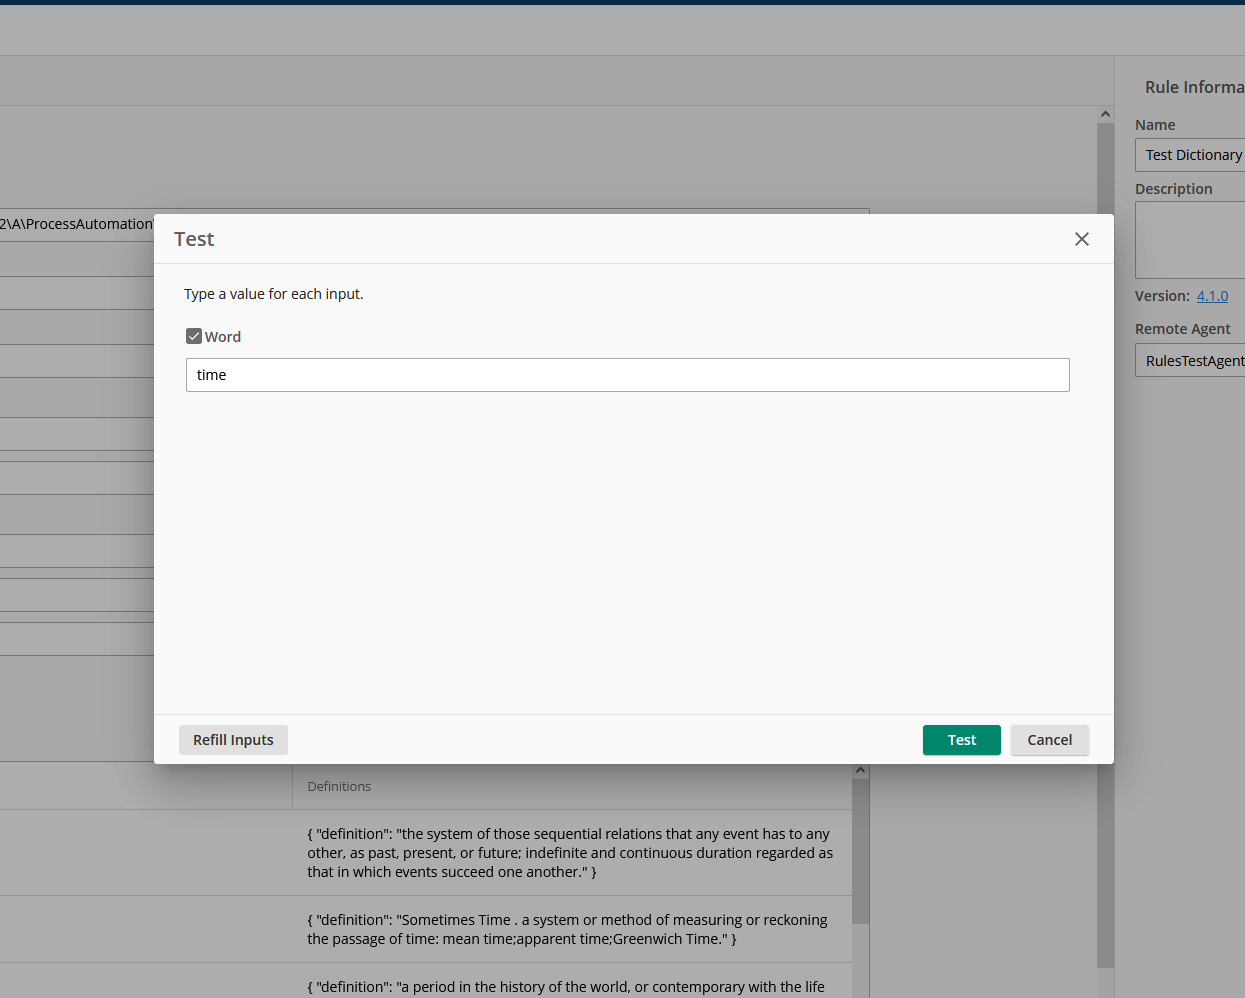 Rule Informa
Name
Test Dictionary
Description
2\A\ProcessAutomation
Test
Type a value for each input.
Word
time
Version: 4.1.0
Remote Agent
RulesTestAgent
Refill Inputs
Test
Cancel
Definitions
{ "definition": "the system of those sequential relations that any event has to any
other, as past, present, or future; indefinite and continuous duration regarded as
that in which events succeed one another." }
{ "definition": "Sometimes Time . a system or method of measuring or reckoning
the passage of time: mean time;apparent time;Greenwich Time." }
{ "definition": "a period in the history of the world, or contemporary with the life